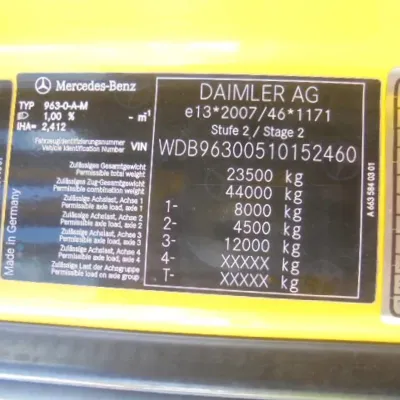 Mercedes-Benz
TYP 963-0-A-M
1,00 % - m¹
IHA= 2,412
DAIMLER AG
e13*2007/46*1171
Stufe 2 / Stage 2
Fahrzeugidentifizierungsnummer
Vehicle Identification Number VIN WDB96300510152460
Zulässiges Gesamtgewicht
Permissible total weight 23500 kg
Zulässiges Zug-Gesamtgewicht
Permissible combination weight 44000 kg
Zulässige Achslast, Achse 1
Permissible axle load, axle 1 1- 8000 kg
Zulässige Achslast, Achse 2
Permissible axle load, axle 2 2- 4500 kg
Zulässige Achslast, Achse 3
Permissible axle load, axle 3 3- 12000 kg
Zulässige Achslast, Achse 4
Permissible axle load, axle 4 4- XXXXX kg
Zulässige Last der Achsgruppe
Permissible load on axle group T- XXXXX kg
Made in Germany
A 663 584 03 01